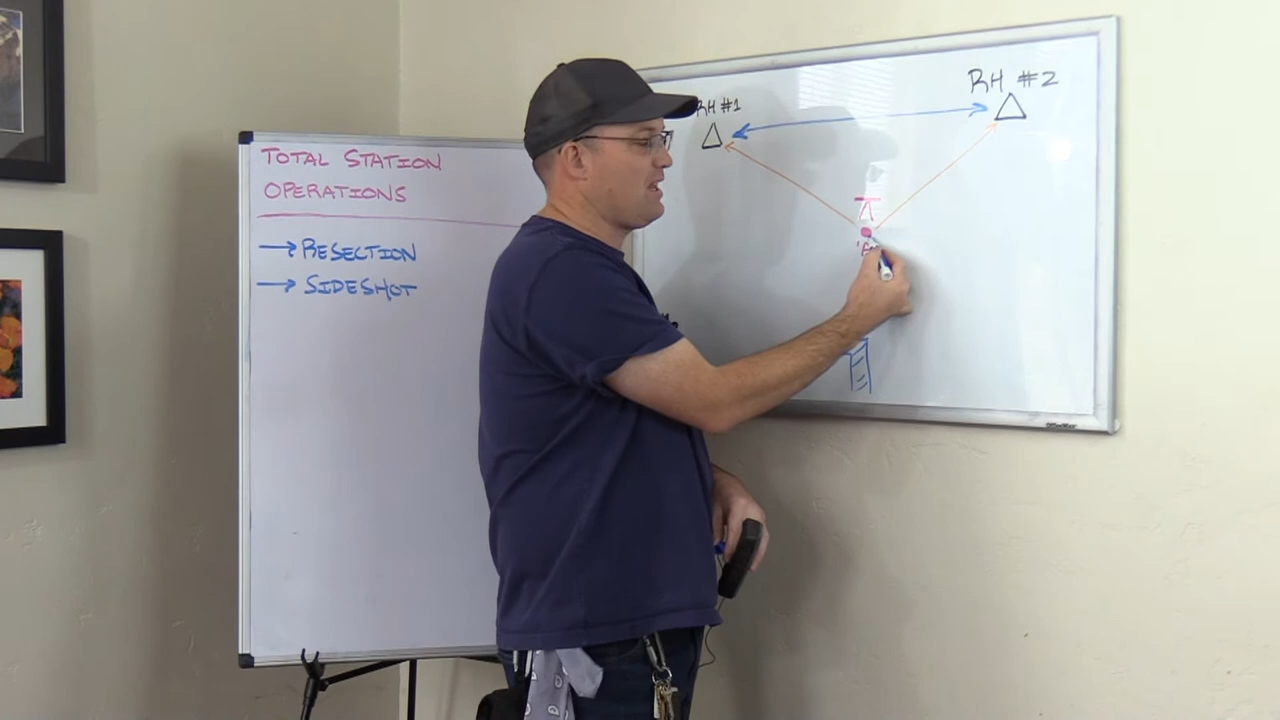 TOTAL STATION
OPERATIONS
→ RESECTION
→ SIDESHOT
RH #1
RH #2